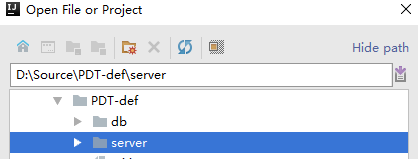 Open File or Project
Hide path
D:\Source\PDT-def\server
PDT-def
db
server